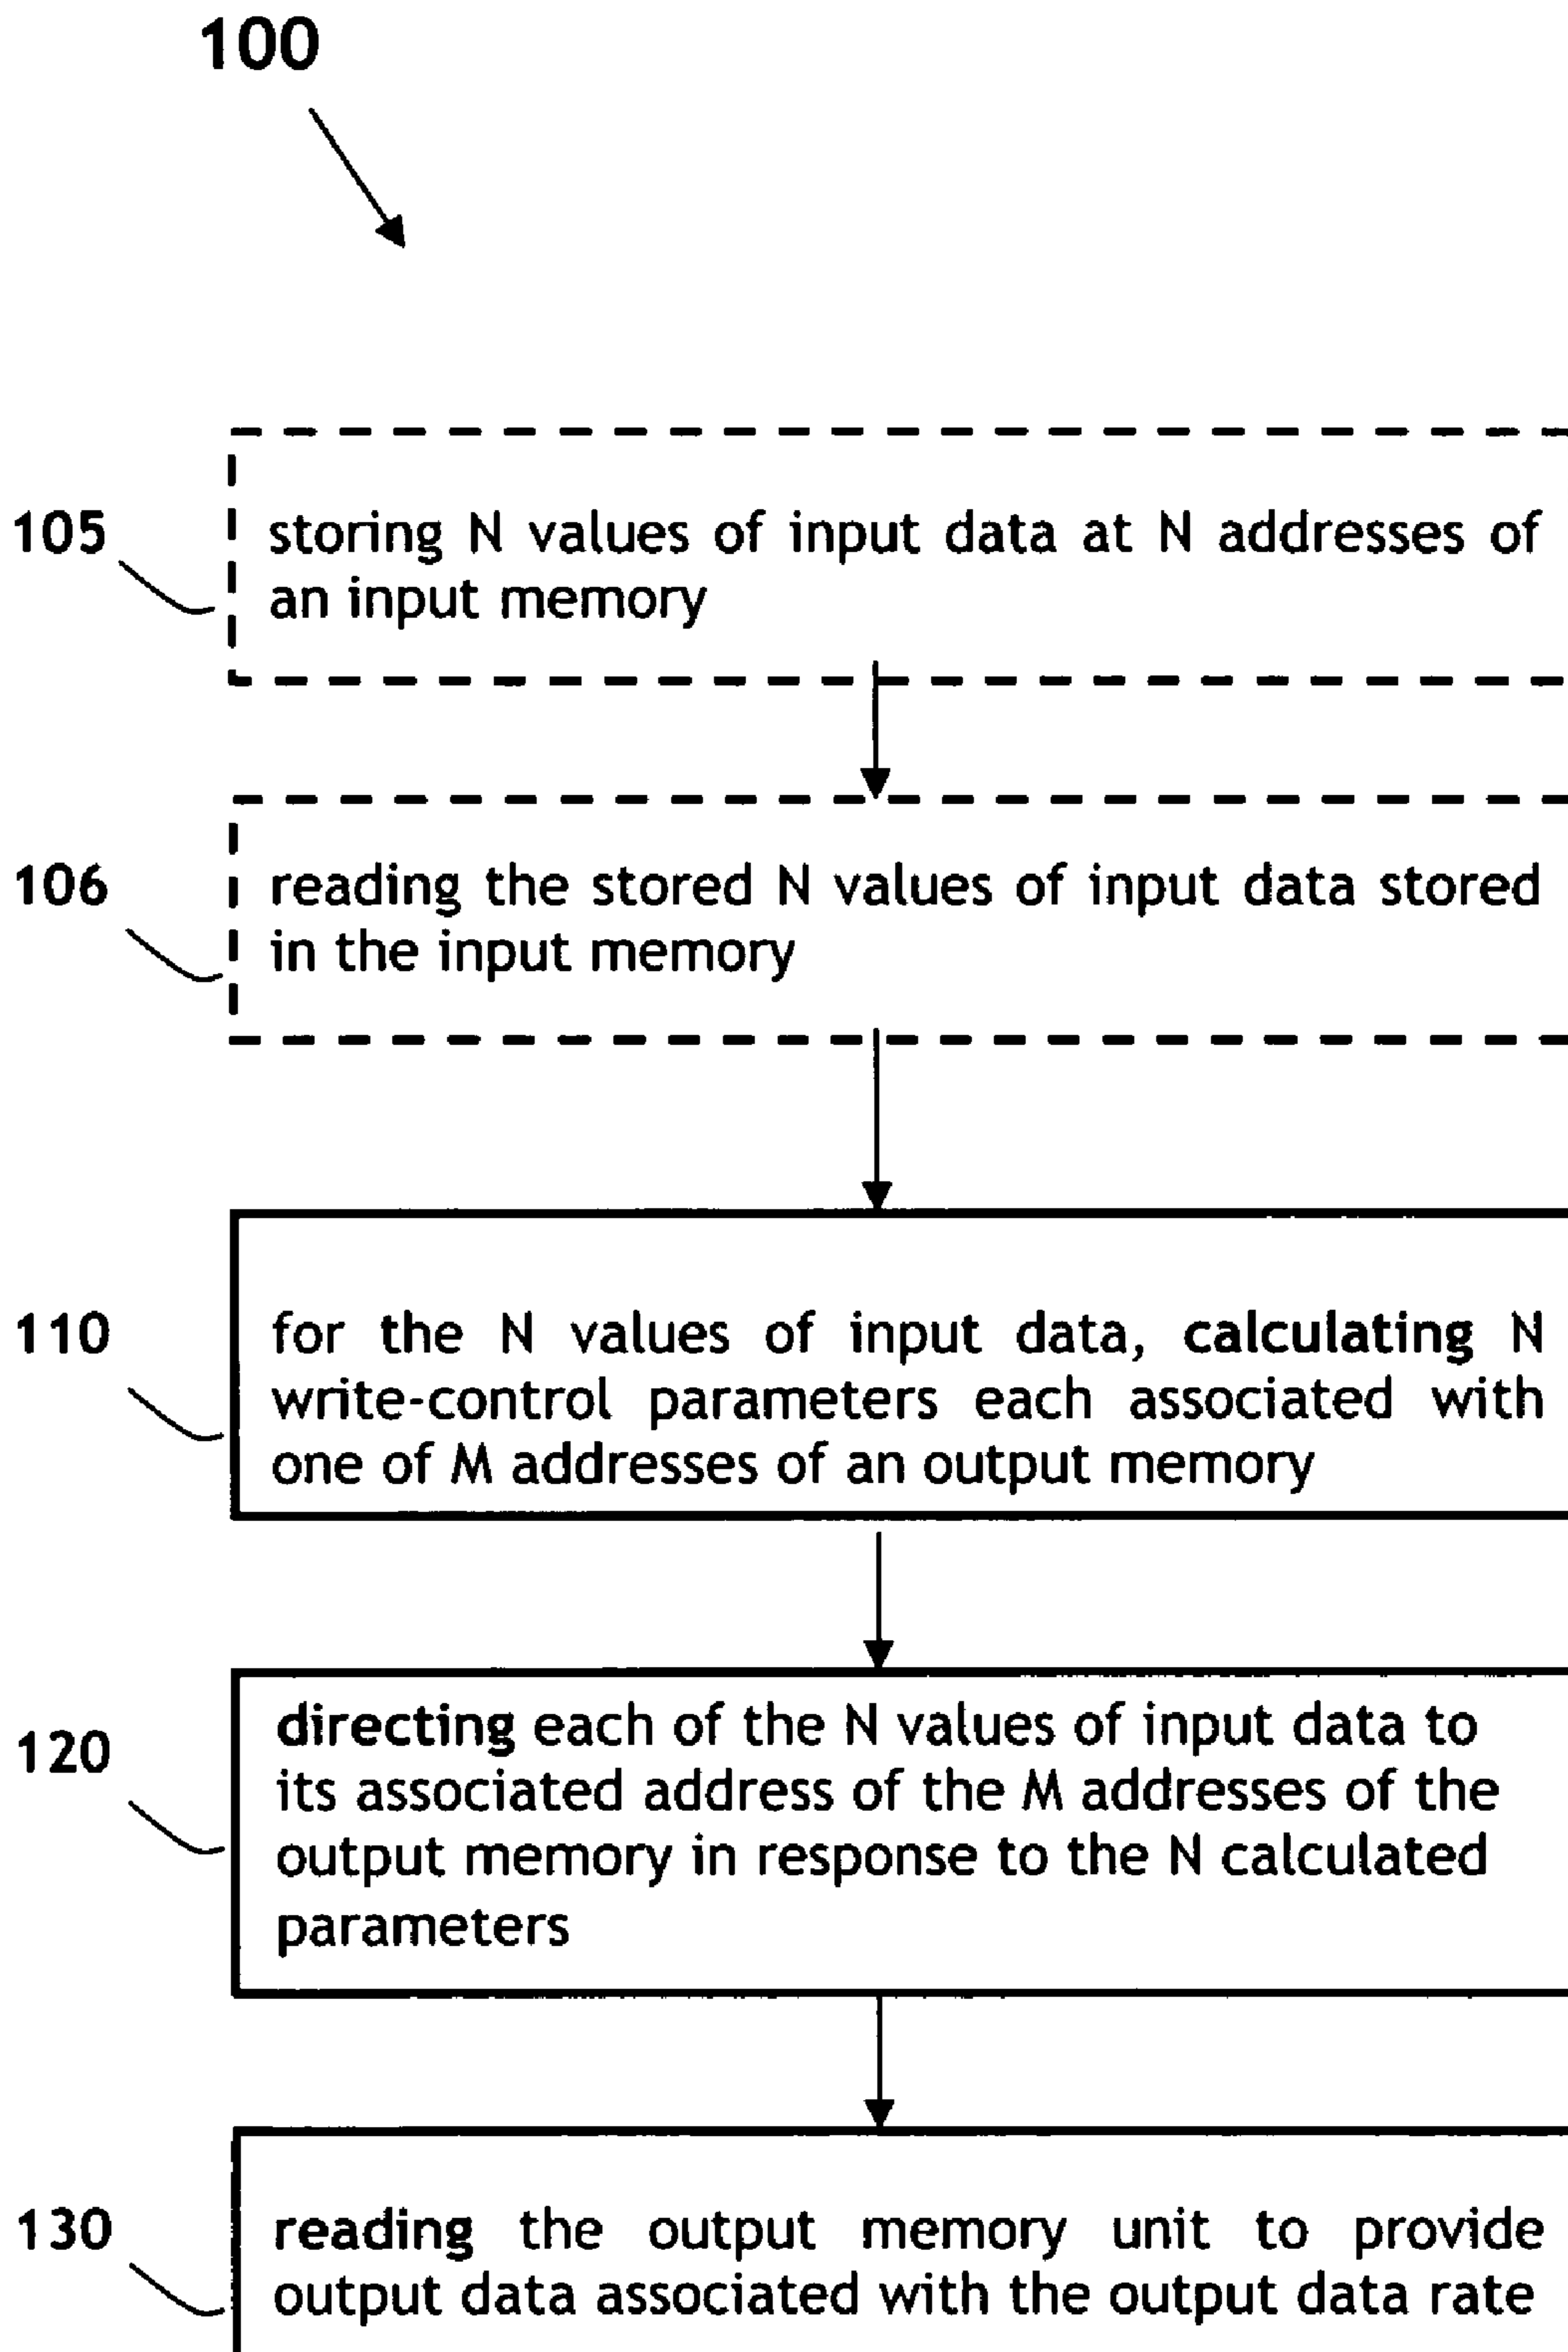 100
105
storing N values of input data at N addresses of
an input memory
106
reading the stored N values of input data stored
in the input memory
110
for the N values of input data, calculating N
write-control parameters each associated with
one of M addresses of an output memory
120
directing each of the N values of input data to
its associated address of the M addresses of the
output memory in response to the N calculated
parameters
130
reading the output memory unit to provide
output data associated with the output data rate